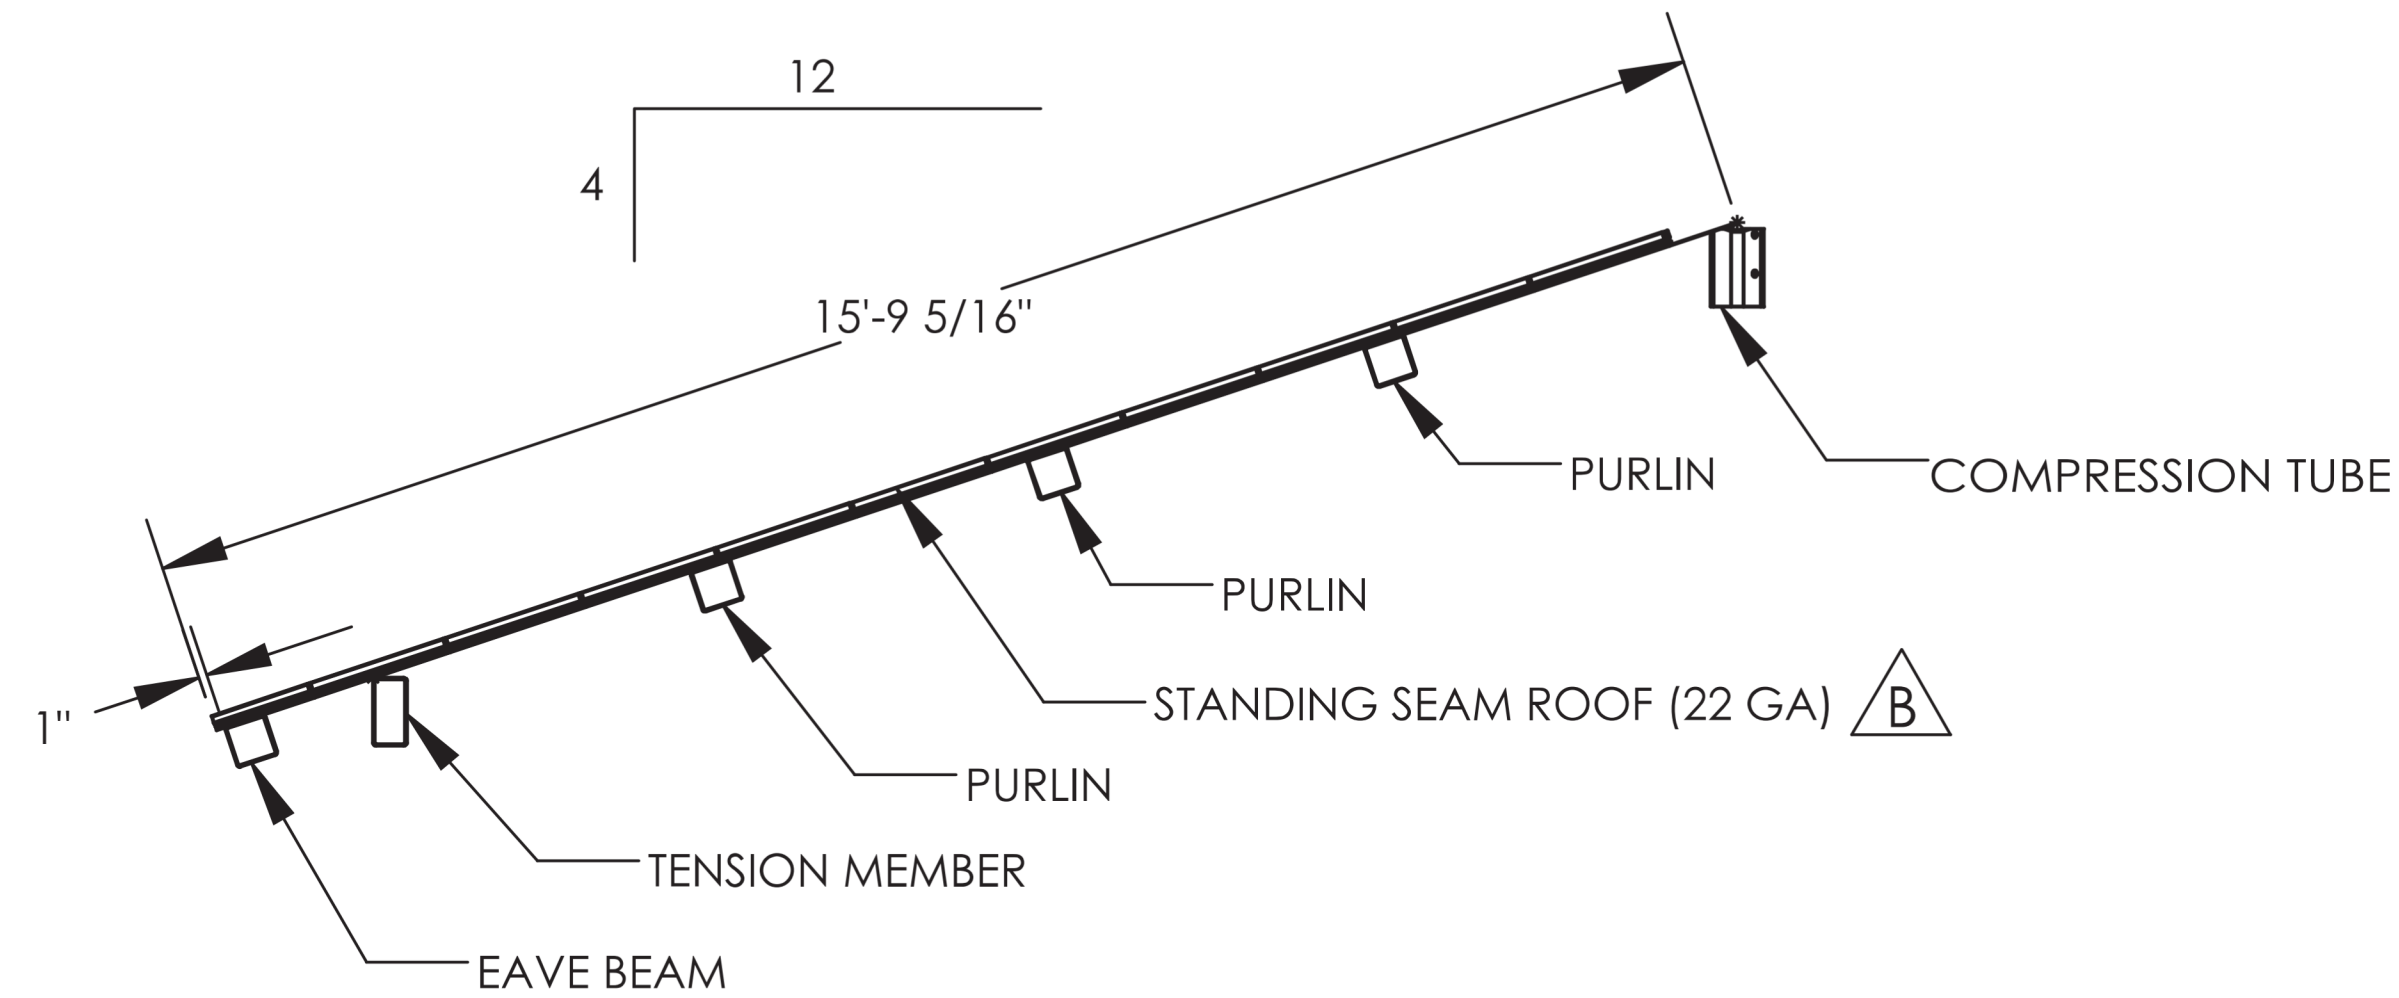 12
4
15'-9 5/16"
PURLIN
COMPRESSION TUBE
PURLIN
STANDING SEAM ROOF (22 GA)
B
1"
PURLIN
TENSION MEMBER
EAVE BEAM